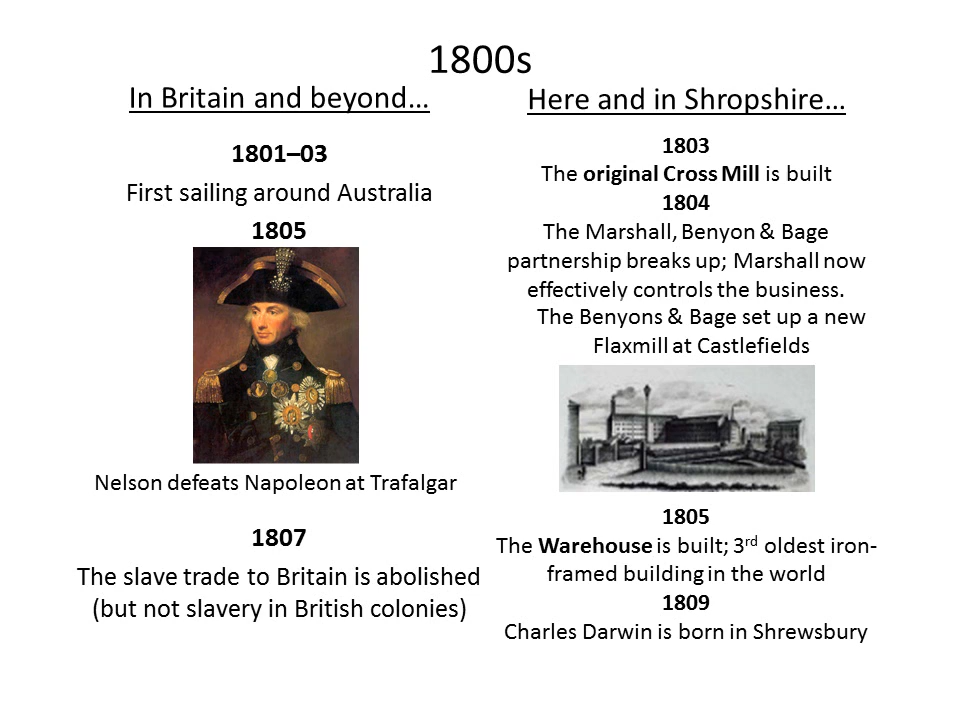 1800s
In Britain and beyond…
1801–03
First sailing around Australia
1805
Nelson defeats Napoleon at Trafalgar
1807
The slave trade to Britain is abolished
(but not slavery in British colonies)
Here and in Shropshire…
1803
The original Cross Mill is built
1804
The Marshall, Benyon & Bage
partnership breaks up; Marshall now
effectively controls the business.
The Benyons & Bage set up a new
Flaxmill at Castlefields
1805
The Warehouse is built; 3rd oldest iron-
framed building in the world
1809
Charles Darwin is born in Shrewsbury